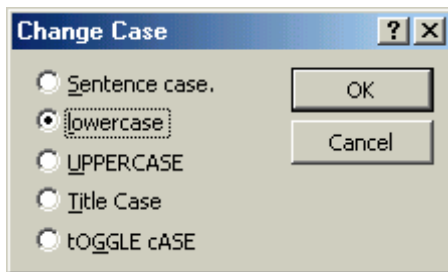 Change Case
Sentence case.
lowercase
UPPERCASE
Title Case
tOGGLE cASE
OK
Cancel